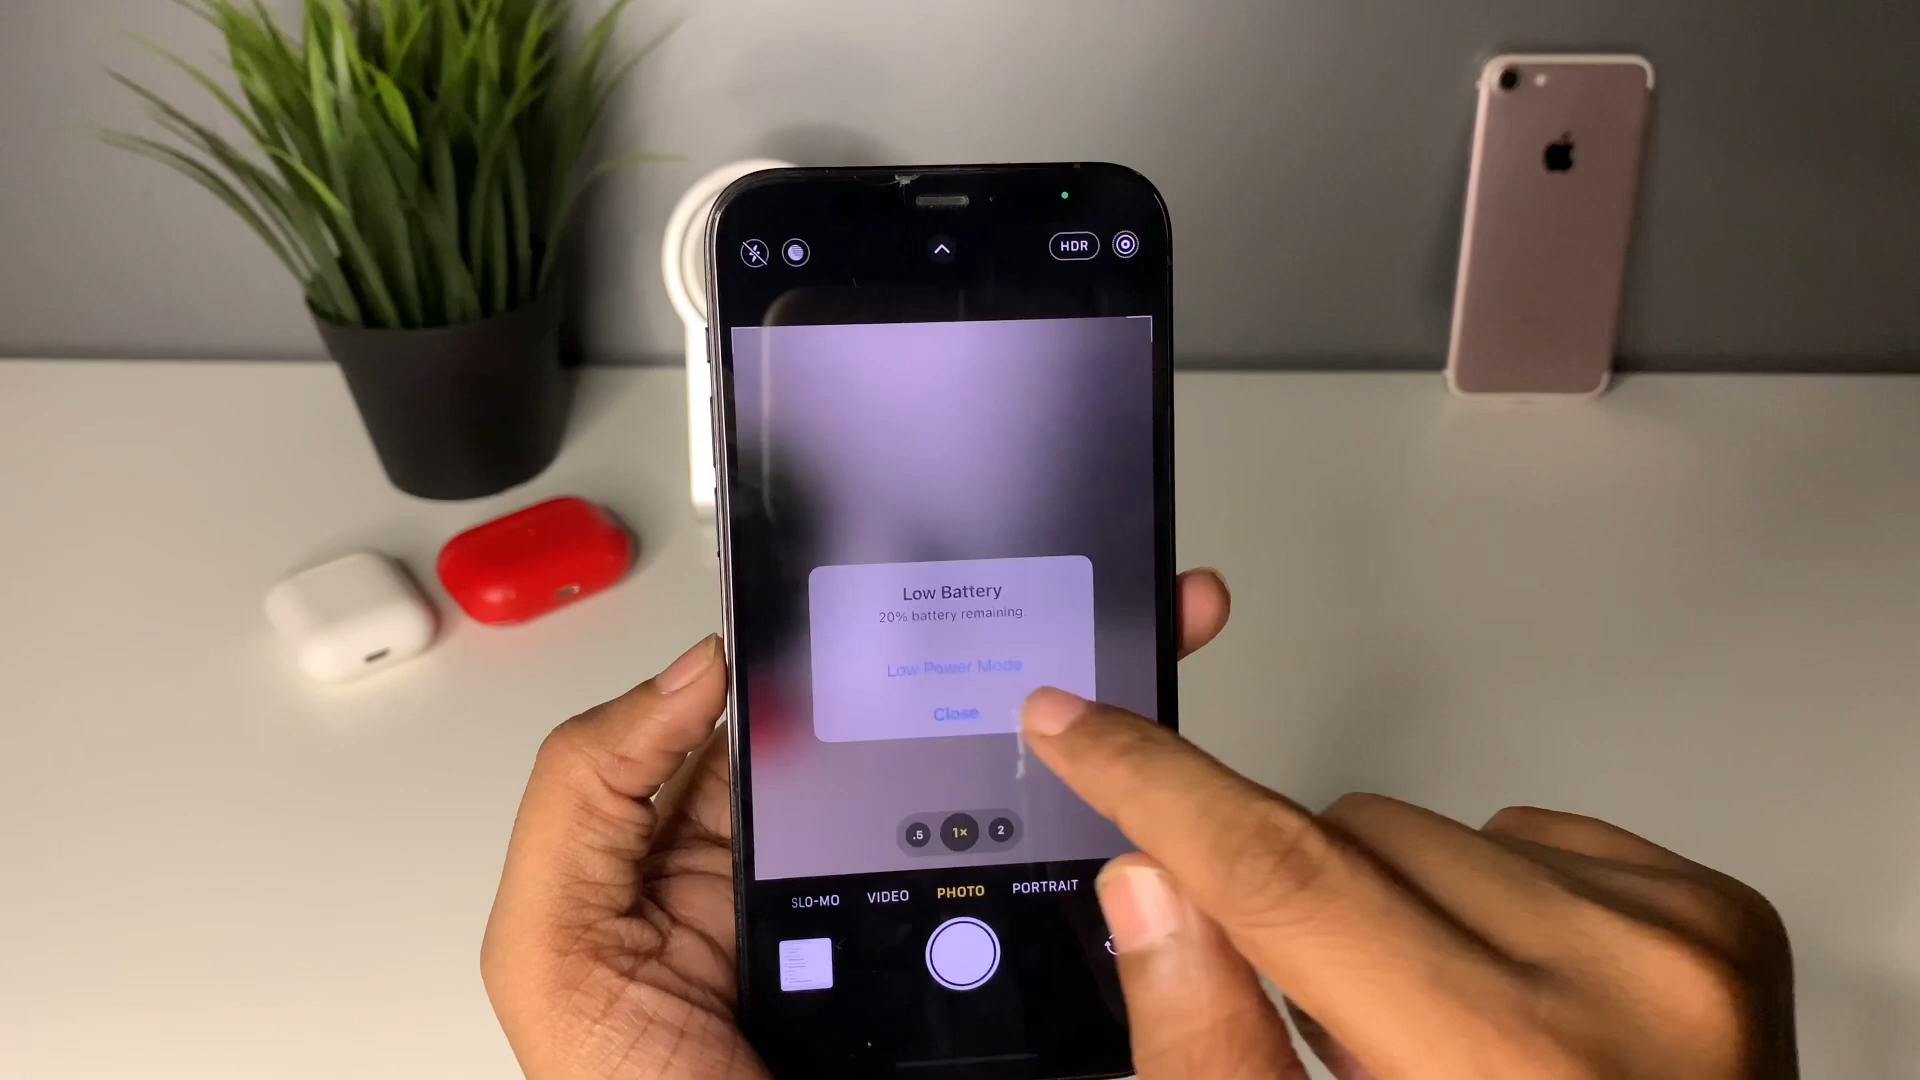 HDR
Low Battery
20% battery remaining.
Low Power Mode
Close
.5 1× 2
SLO-MO VIDEO PHOTO PORTRAIT